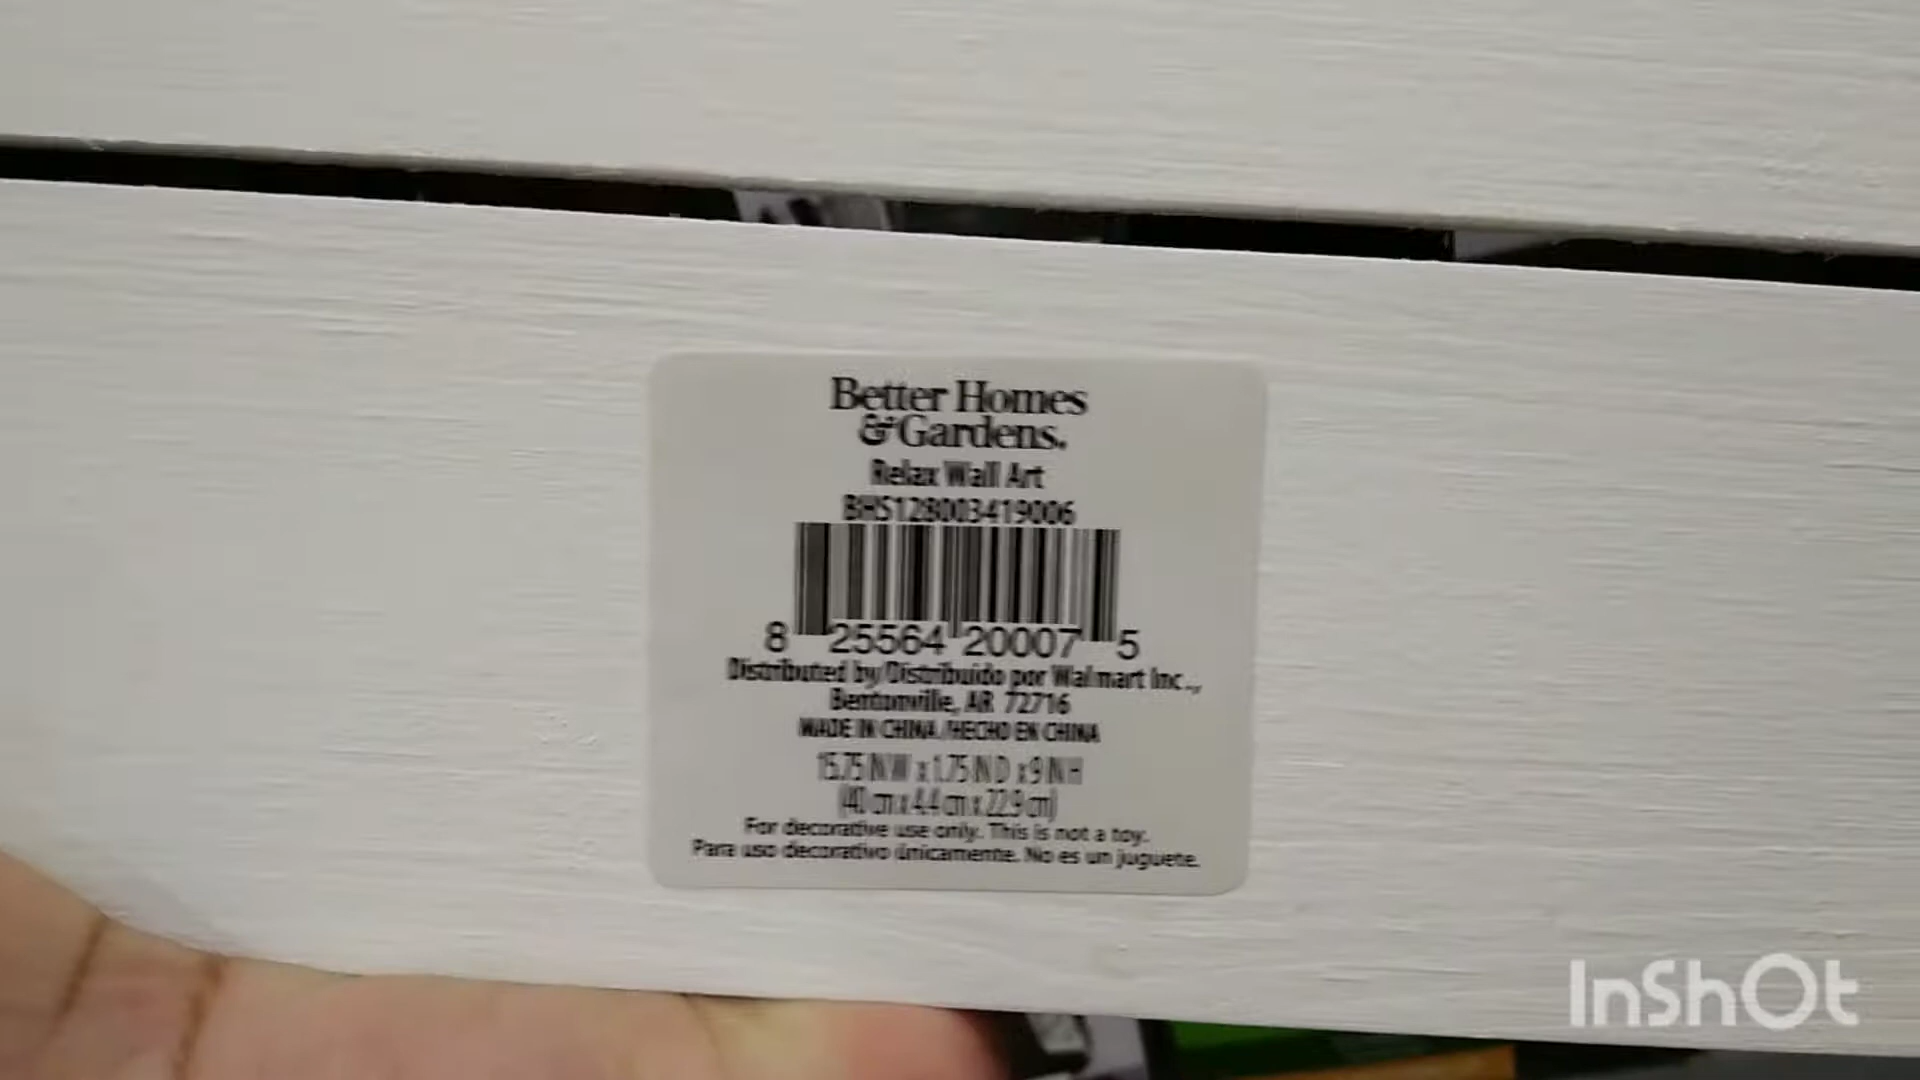 Better Homes
& Gardens.
Relax Wall Art
BHS128003419006
8 25564 20007 5
Distributed by/Distribuido por Walmart Inc.,
Bentonville, AR 72716
MADE IN CHINA/HECHO EN CHINA
15.75 IN W x 1.75 IN D x 9 IN H
(40 cm x 4.4 cm x 22.9 cm)
For decorative use only. This is not a toy.
Para uso decorativo únicamente. No es un juguete.
InShOt